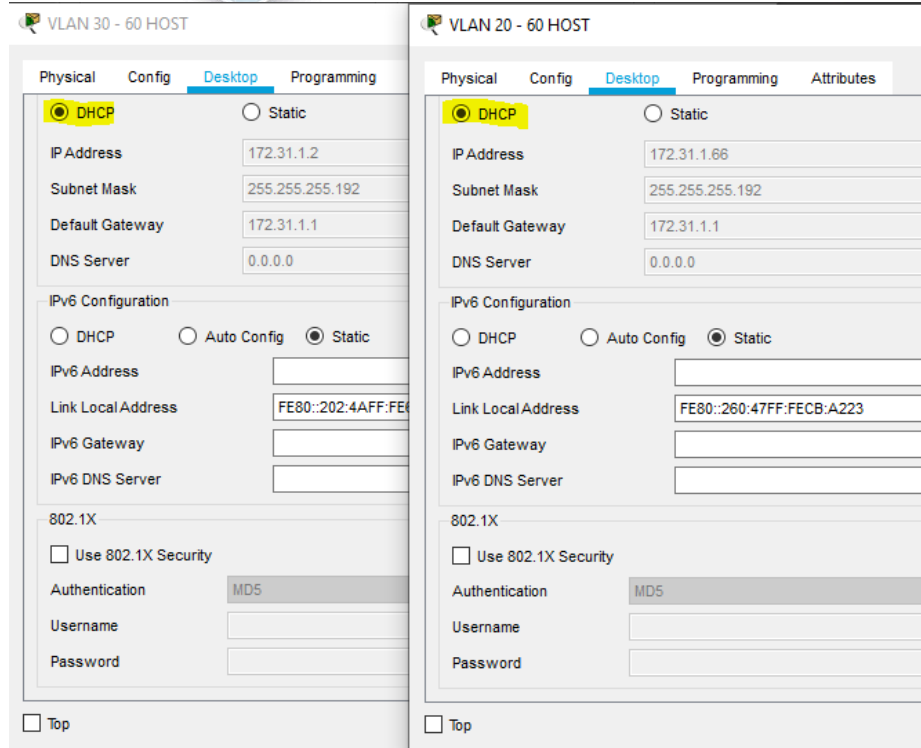 VLAN 30 - 60 HOST
Physical Config Desktop Programming
DHCP Static
IP Address 172.31.1.2
Subnet Mask 255.255.255.192
Default Gateway 172.31.1.1
DNS Server 0.0.0.0
IPv6 Configuration
DHCP Auto Config Static
IPv6 Address
Link Local Address
IPv6 Gateway
IPv6 DNS Server
802.1X
Use 802.1X Security
Authentication MD5
Username
Password
Top
VLAN 20 - 60 HOST
Physical Config Desktop Programming Attributes
DHCP Static
IP Address 172.31.1.66
Subnet Mask 255.255.255.192
Default Gateway 172.31.1.1
DNS Server 0.0.0.0
IPv6 Configuration
DHCP Auto Config Static
IPv6 Address
Link Local Address FE80::260:47FF:FECB:A223
IPv6 Gateway
IPv6 DNS Server
802.1X
Use 802.1X Security
Authentication MD5
Username
Password
Top